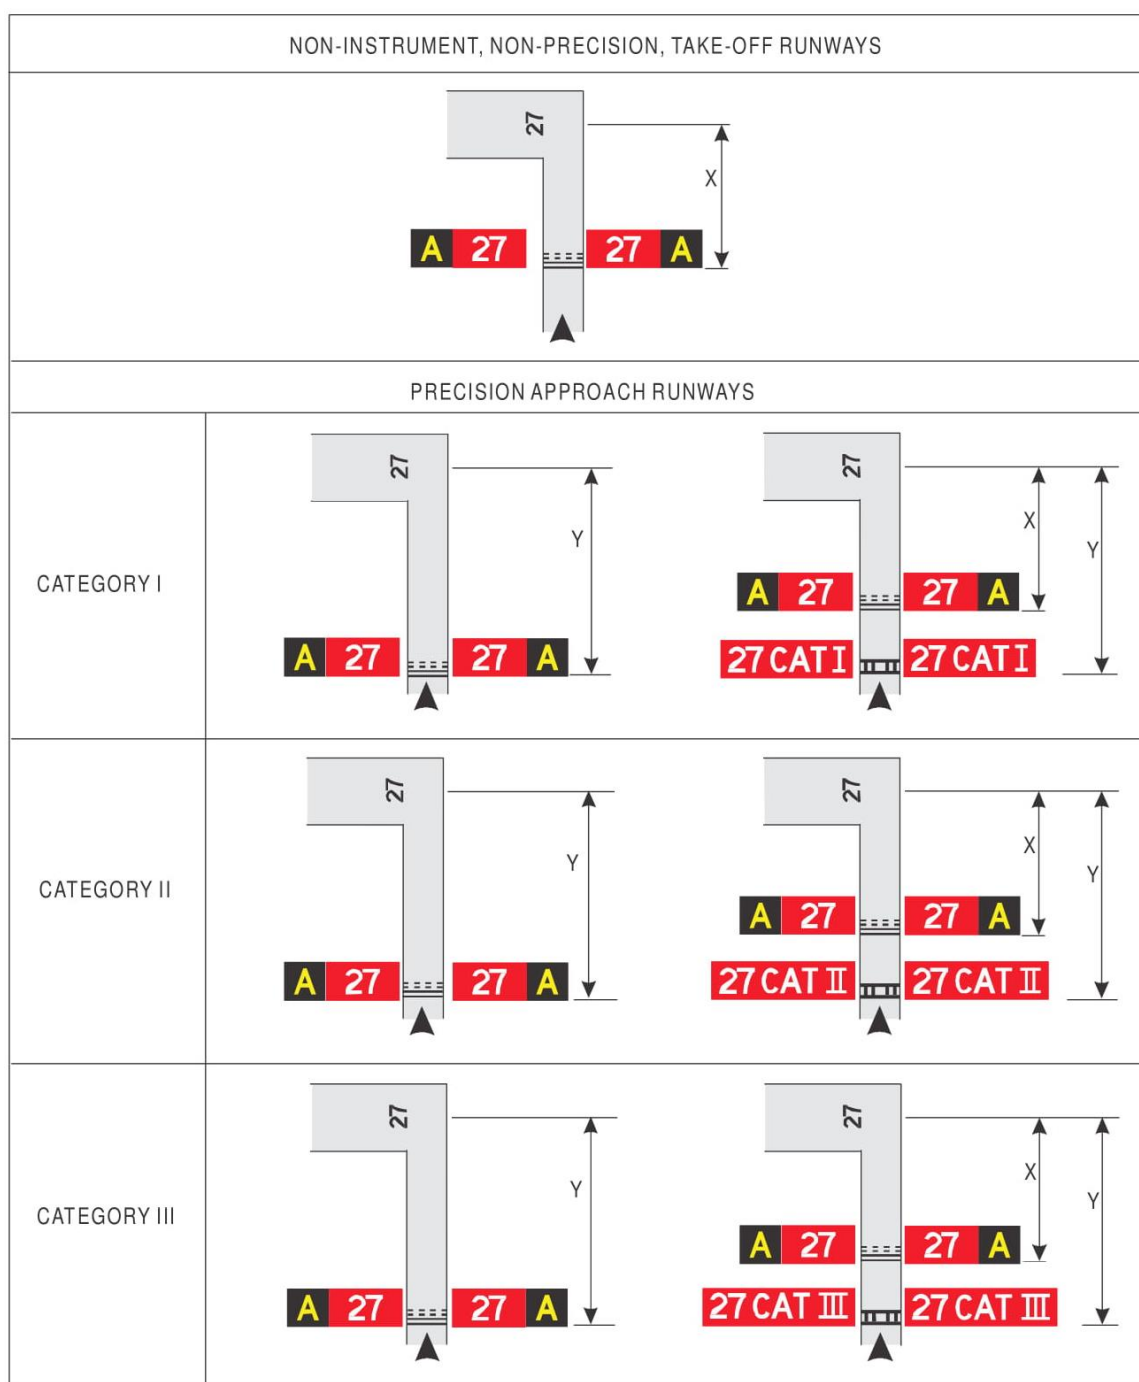 NON-INSTRUMENT, NON-PRECISION, TAKE-OFF RUNWAYS
27
X
A 27 27 A
PRECISION APPROACH RUNWAYS
CATEGORY I
27
Y
A 27 27 A
27
X
Y
A 27 27 A
27 CAT I 27 CAT I
CATEGORY II
27
Y
A 27 27 A
27
X
Y
A 27 27 A
27 CAT II 27 CAT II
CATEGORY III
27
Y
A 27 27 A
27
X
Y
A 27 27 A
27 CAT III 27 CAT III